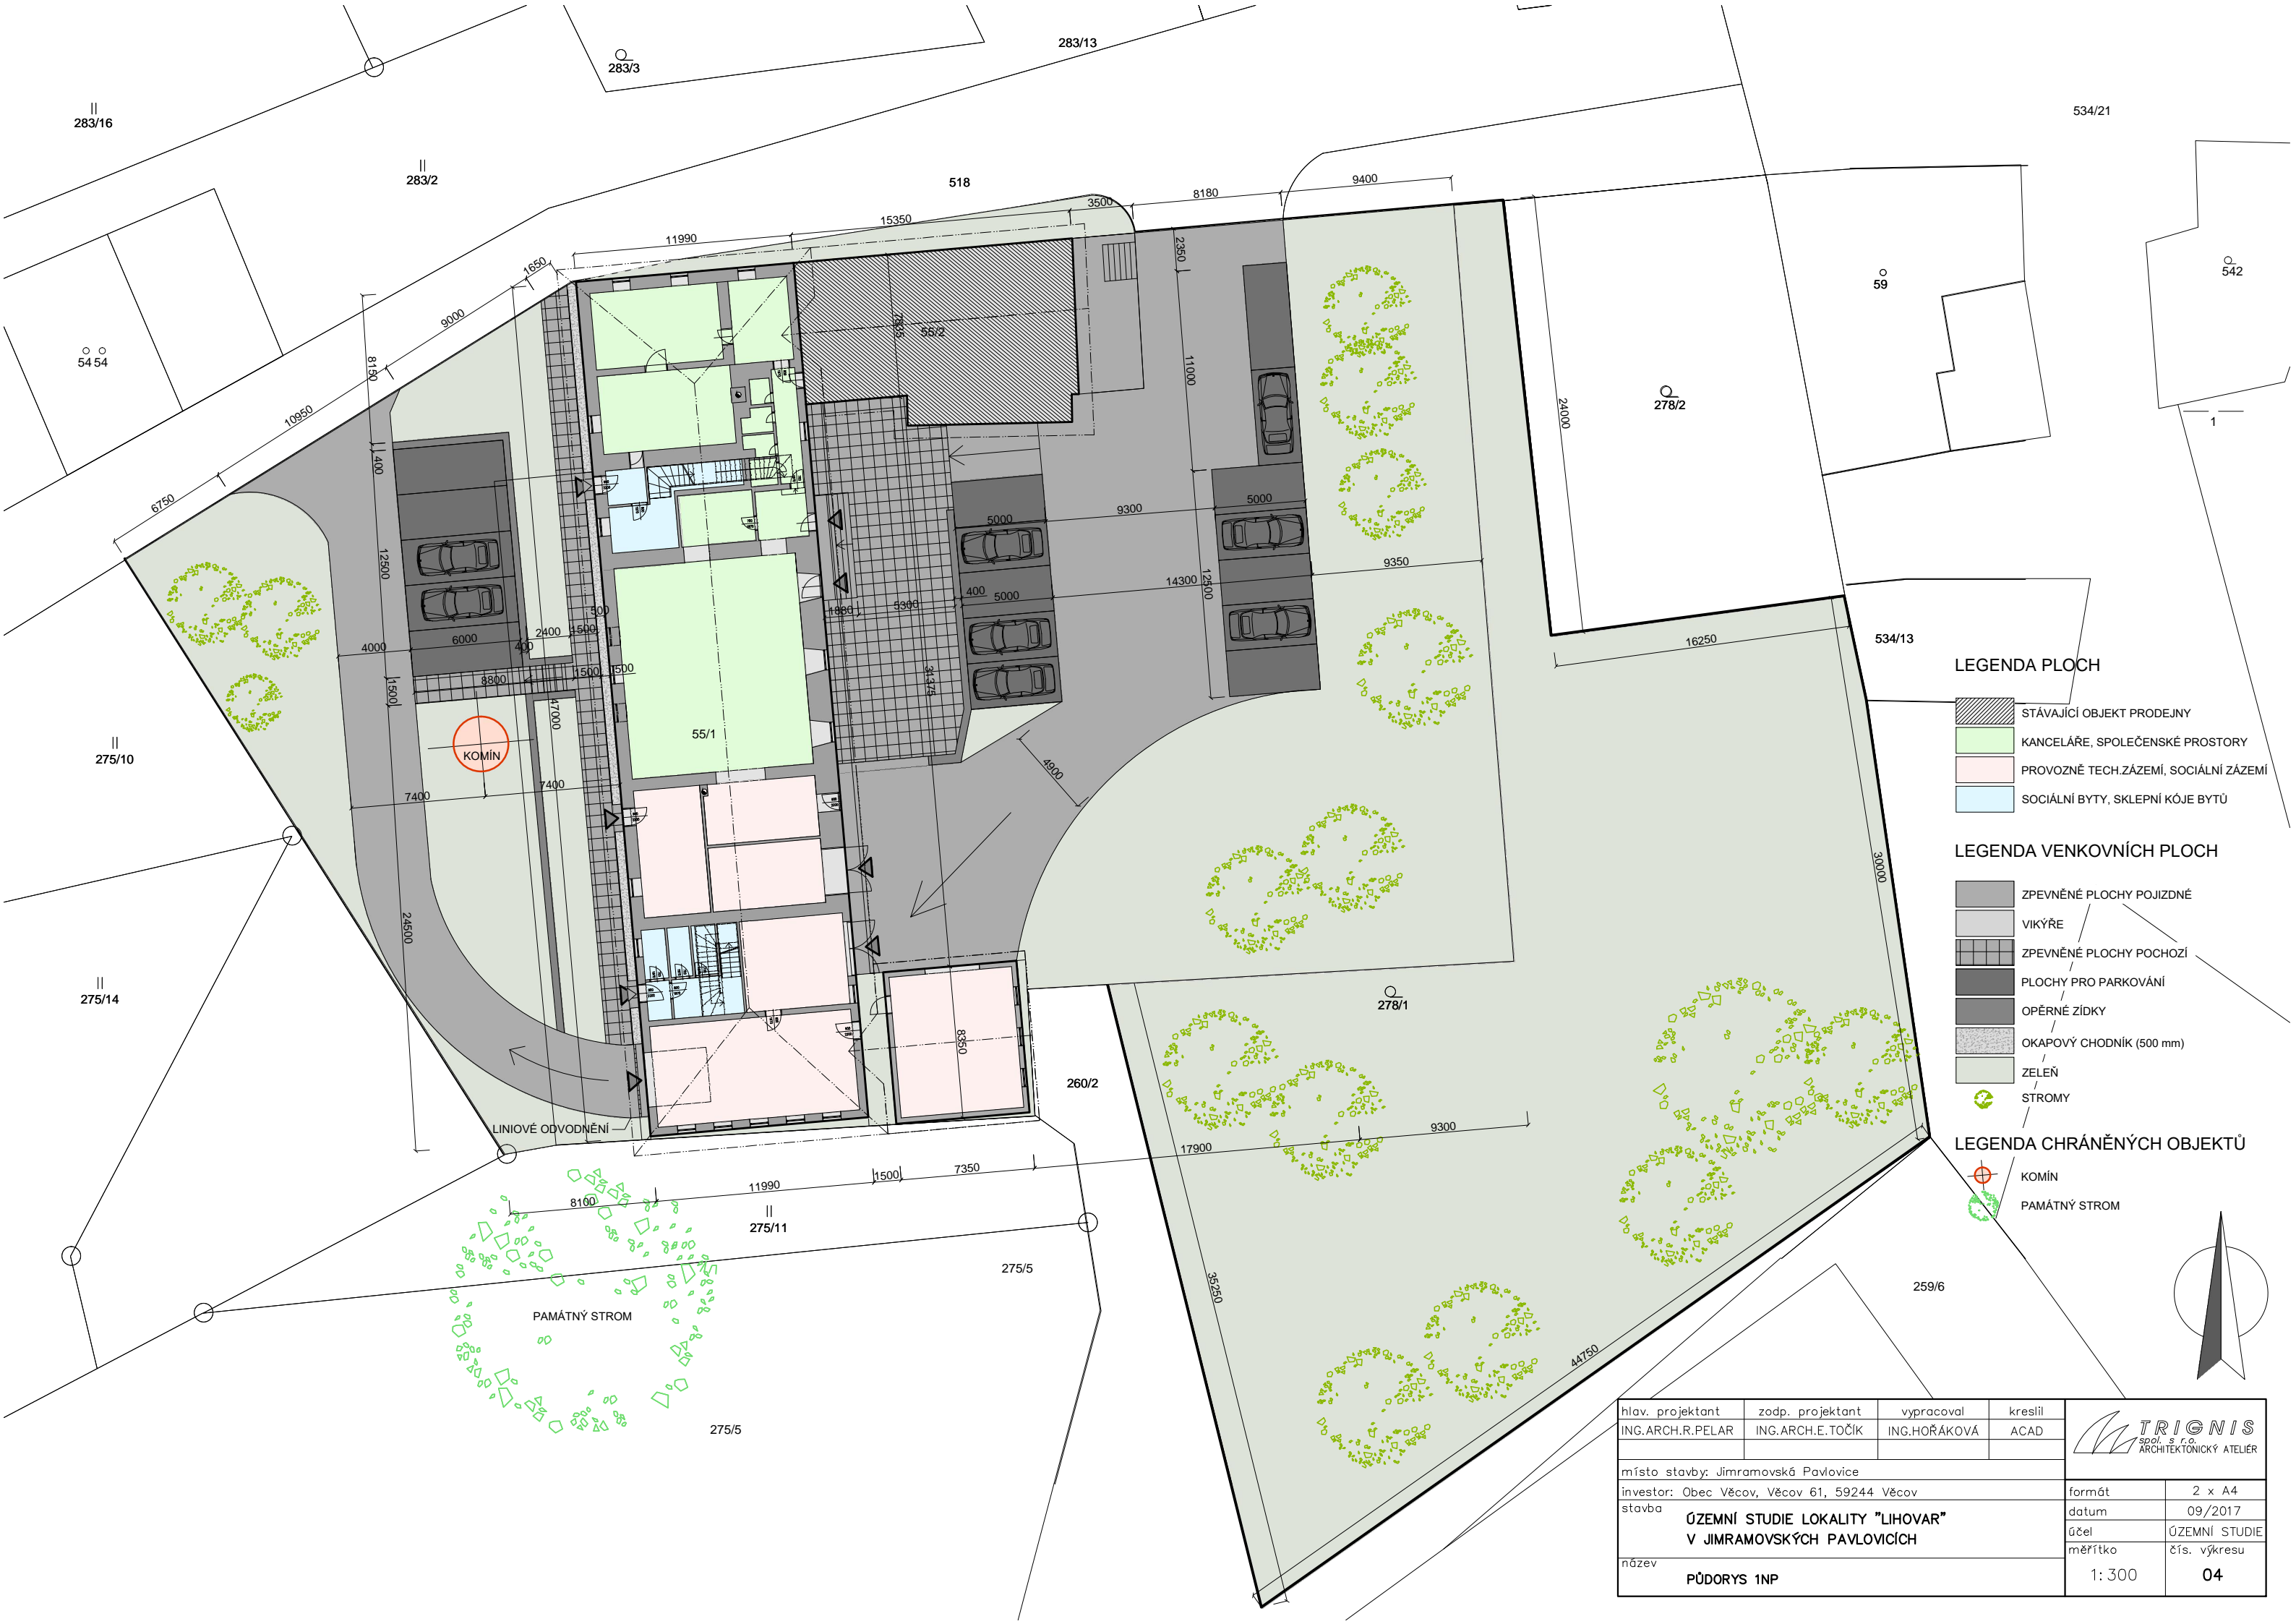 283/3
283/13
283/16
534/21
283/2
518
9400
8180
3500
15350
11990
1650
9000
8150
10950
400
6750
12500
2350
7835
55/2
11000
24000
278/2
59
542
1
54 54
5000
9300
5000
9350
14300
12500
400
5000
1880
5300
500
2400
1500
6000
400
4000
1500
500
8800
1500
47000
31375
16250
534/13
275/10
KOMÍN
55/1
4900
7400
7400
30000
24500
275/14
278/1
8350
260/2
LINIOVÉ ODVODNĚNÍ
17900
9300
7350
1500
11990
8100
275/11
275/5
35250
PAMÁTNÝ STROM
275/5
259/6
44750
LEGENDA PLOCH
STÁVAJÍCÍ OBJEKT PRODEJNY
KANCELÁŘE, SPOLEČENSKÉ PROSTORY
PROVOZNĚ TECH.ZÁZEMÍ, SOCIÁLNÍ ZÁZEMÍ
SOCIÁLNÍ BYTY, SKLEPNÍ KÓJE BYTŮ
LEGENDA VENKOVNÍCH PLOCH
ZPEVNĚNÉ PLOCHY POJIZDNÉ
VIKÝŘE
ZPEVNĚNÉ PLOCHY POCHOZÍ
PLOCHY PRO PARKOVÁNÍ
OPĚRNÉ ZÍDKY
OKAPOVÝ CHODNÍK (500 mm)
ZELEŇ
STROMY
LEGENDA CHRÁNĚNÝCH OBJEKTŮ
KOMÍN
PAMÁTNÝ STROM
hlav. projektant zodp. projektant vypracoval kreslil
ING.ARCH.R.PELAR ING.ARCH.E.TOČÍK ING.HOŘÁKOVÁ ACAD
TRIGNIS
spol. s r.o.
ARCHITEKTONICKÝ ATELIÉR
místo stavby: Jimramovská Pavlovice
investor: Obec Věcov, Věcov 61, 59244 Věcov
stavba
ÚZEMNÍ STUDIE LOKALITY "LIHOVAR"
V JIMRAMOVSKÝCH PAVLOVICÍCH
název
PŮDORYS 1NP
formát 2 x A4
datum 09/2017
účel ÚZEMNÍ STUDIE
měřítko čís. výkresu
1:300 04